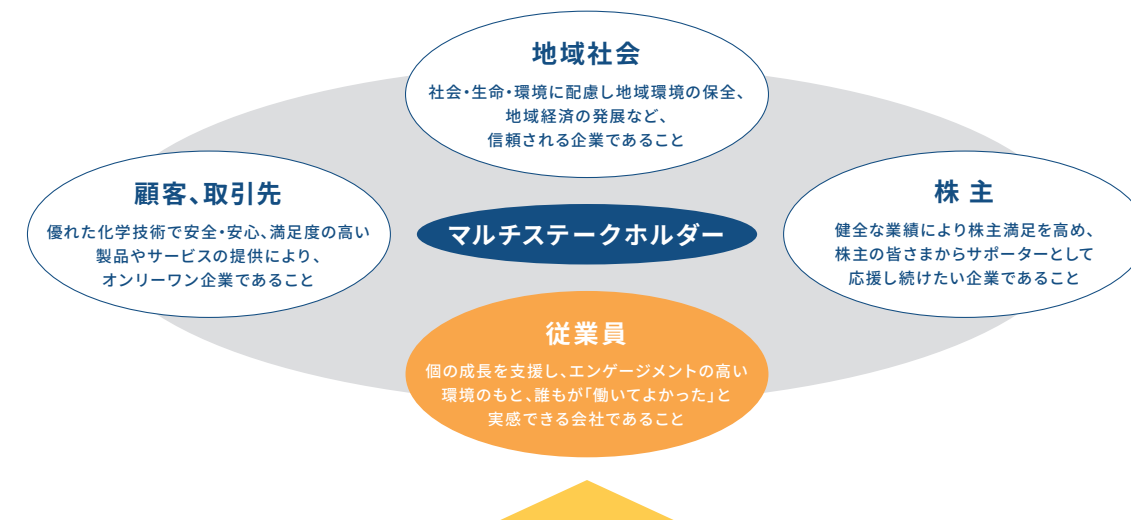 地域社会
社会・生命・環境に配慮し地域環境の保全、
地域経済の発展など、
信頼される企業であること
顧客、取引先
優れた化学技術で安全・安心、満足度の高い
製品やサービスの提供により、
オンリーワン企業であること
マルチステークホルダー
株 主
健全な業績により株主満足を高め、
株主の皆さまからサポーターとして
応援し続けたい企業であること
従業員
個の成長を支援し、エンゲージメントの高い
環境のもと、誰もが「働いてよかった」と
実感できる会社であること